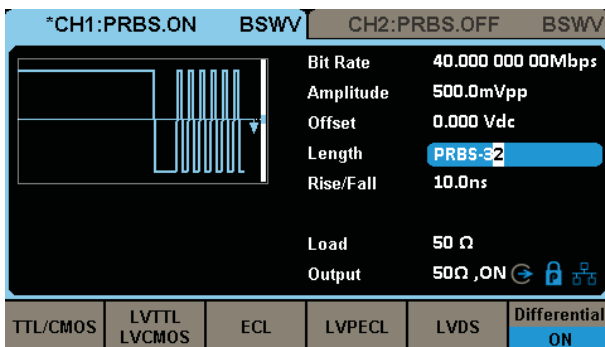 *CH1:PRBS.ON BSWV CH2:PRBS.OFF BSWV
Bit Rate 40.000 000 00Mbps
Amplitude 500.0mVpp
Offset 0.000 Vdc
Length PRBS-32
Rise/Fall 10.0ns
Load 50 Ω
Output 50Ω ,ON P
TTL/CMOS LVTTL LVCMOS ECL LVPECL LVDS Differential ON